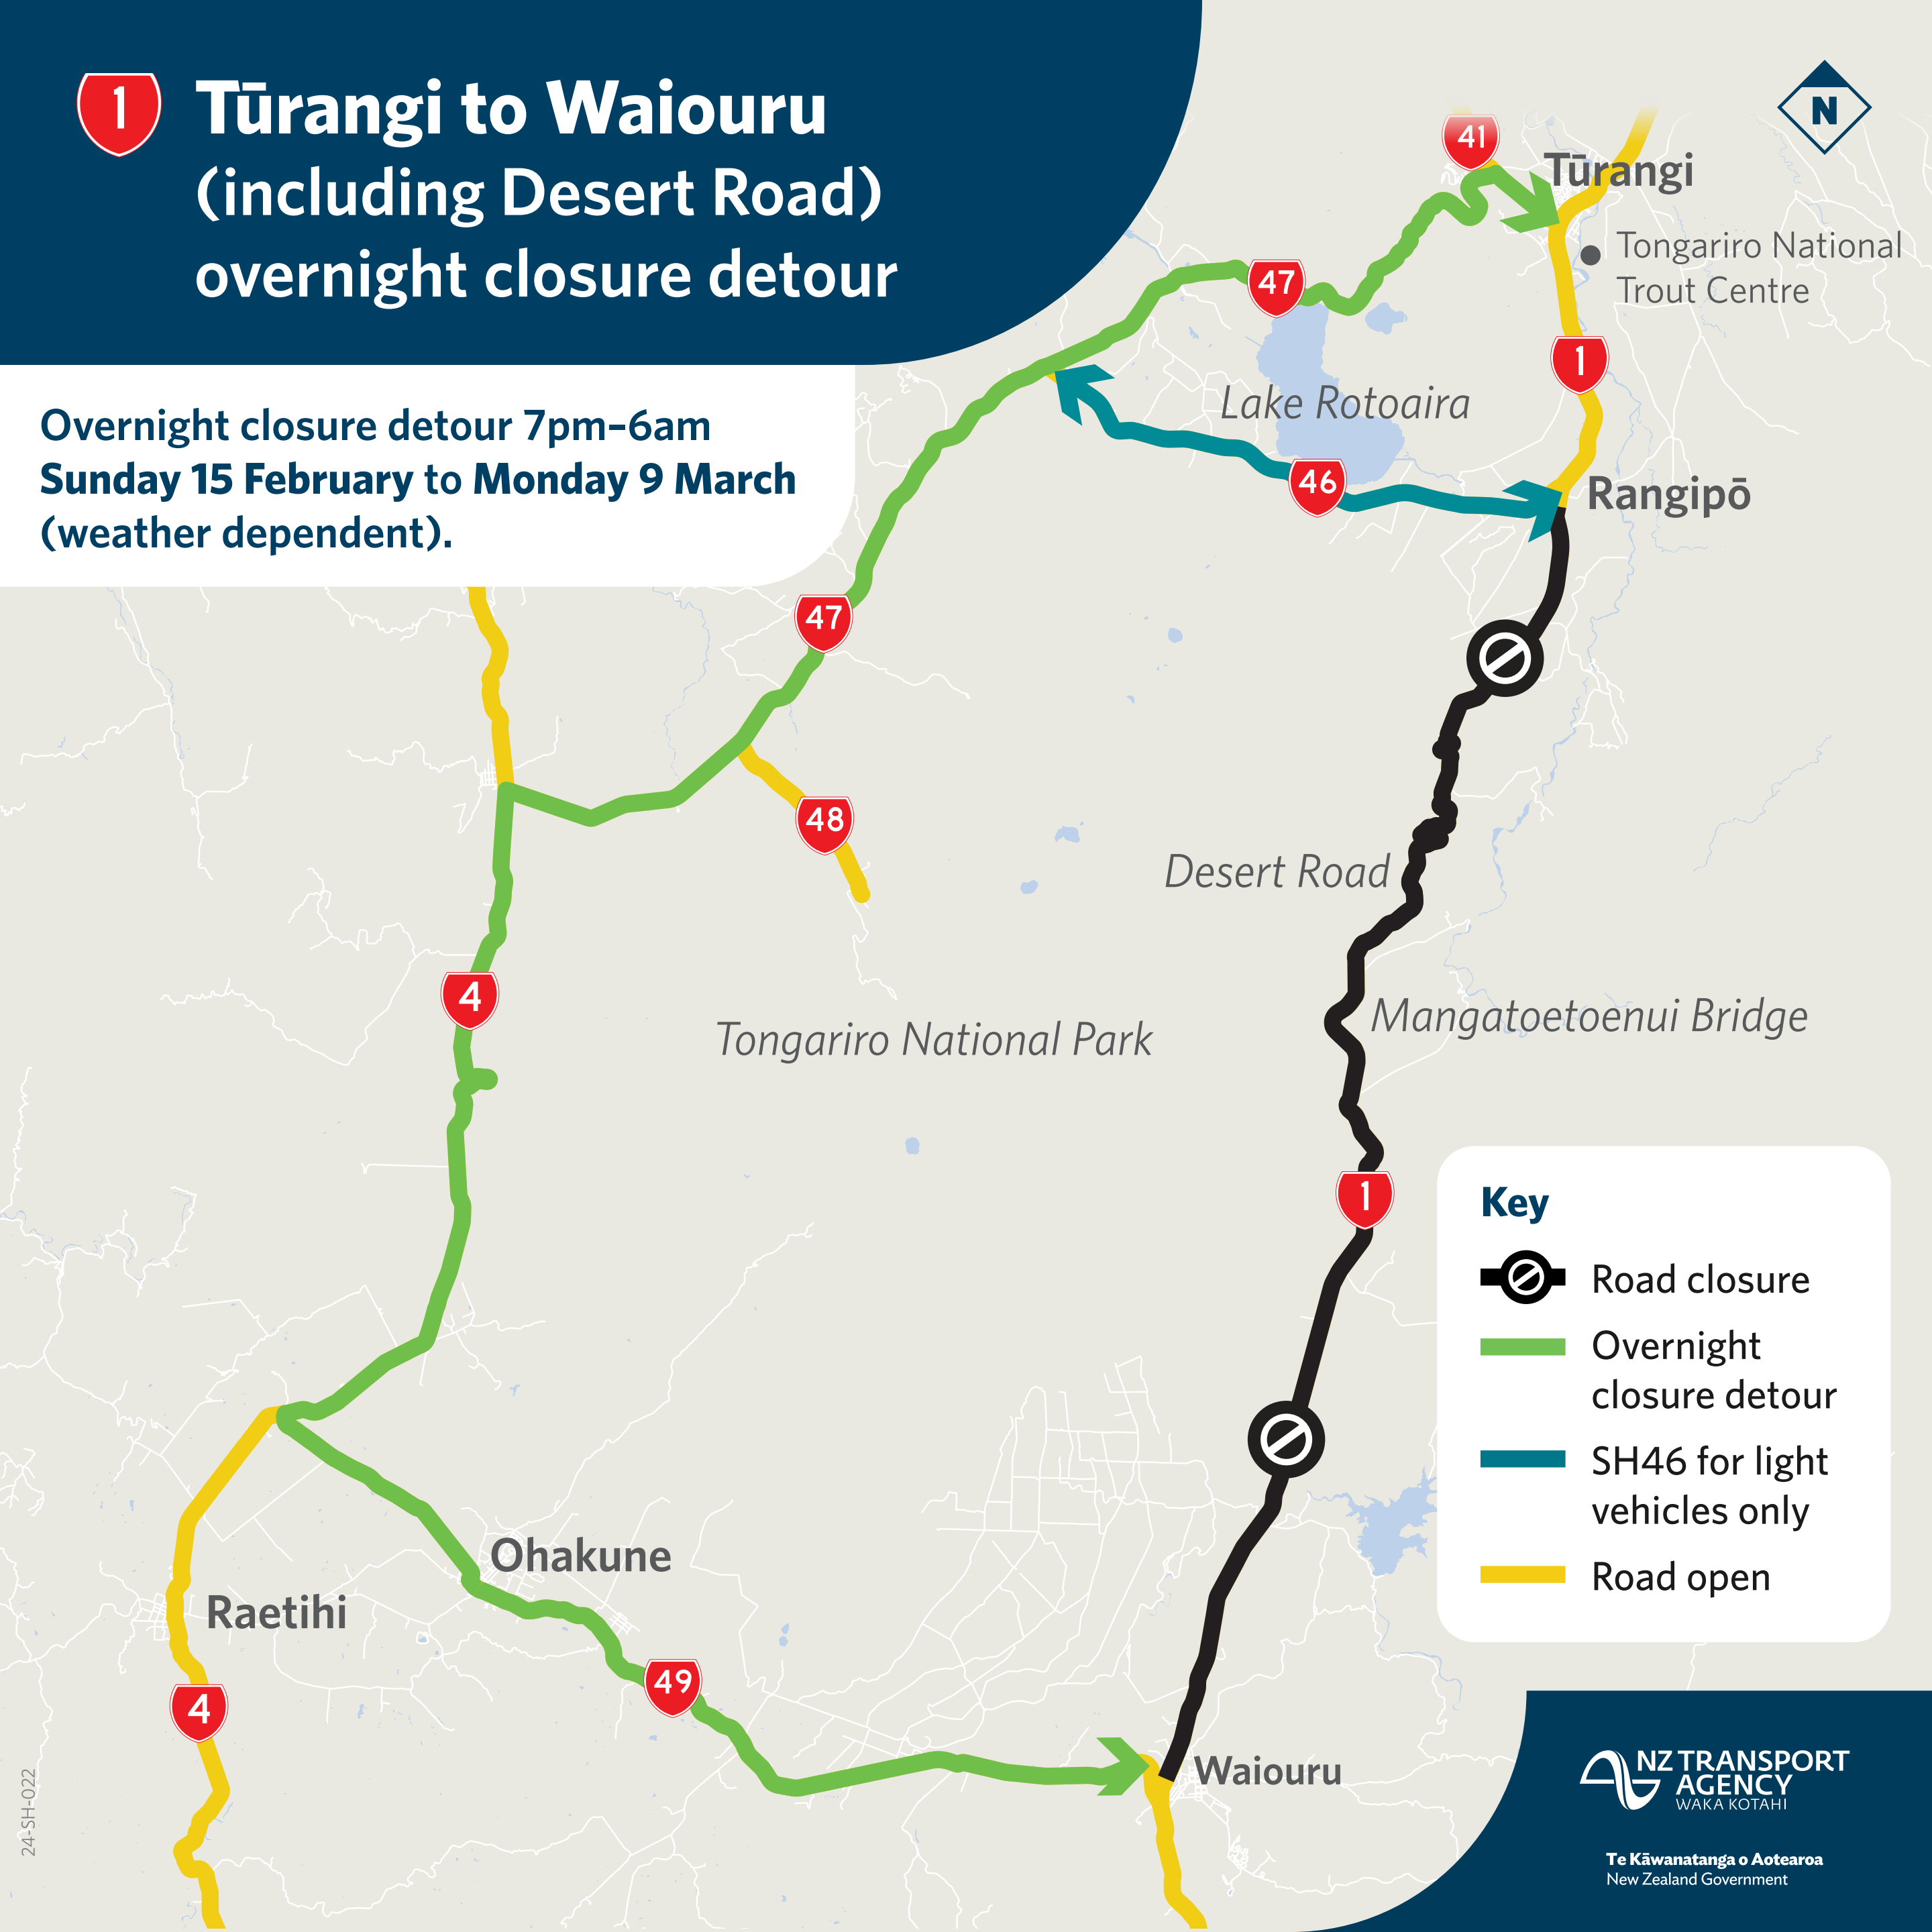 1
Tūrangi to Waiouru
(including Desert Road)
overnight closure detour
N
Overnight closure detour 7pm–6am
Sunday 15 February to Monday 9 March
(weather dependent).
41
Tūrangi
Tongariro National
Trout Centre
47
1
Lake Rotoaira
46
Rangipō
47
48
Desert Road
4
Mangatoetoenui Bridge
Tongariro National Park
1
Key
Road closure
Overnight
closure detour
SH46 for light
vehicles only
Road open
Ohakune
Raetihi
49
4
Waiouru
NZ TRANSPORT
AGENCY
WAKA KOTAHI
Te Kāwanatanga o Aotearoa
New Zealand Government
24-SH-022